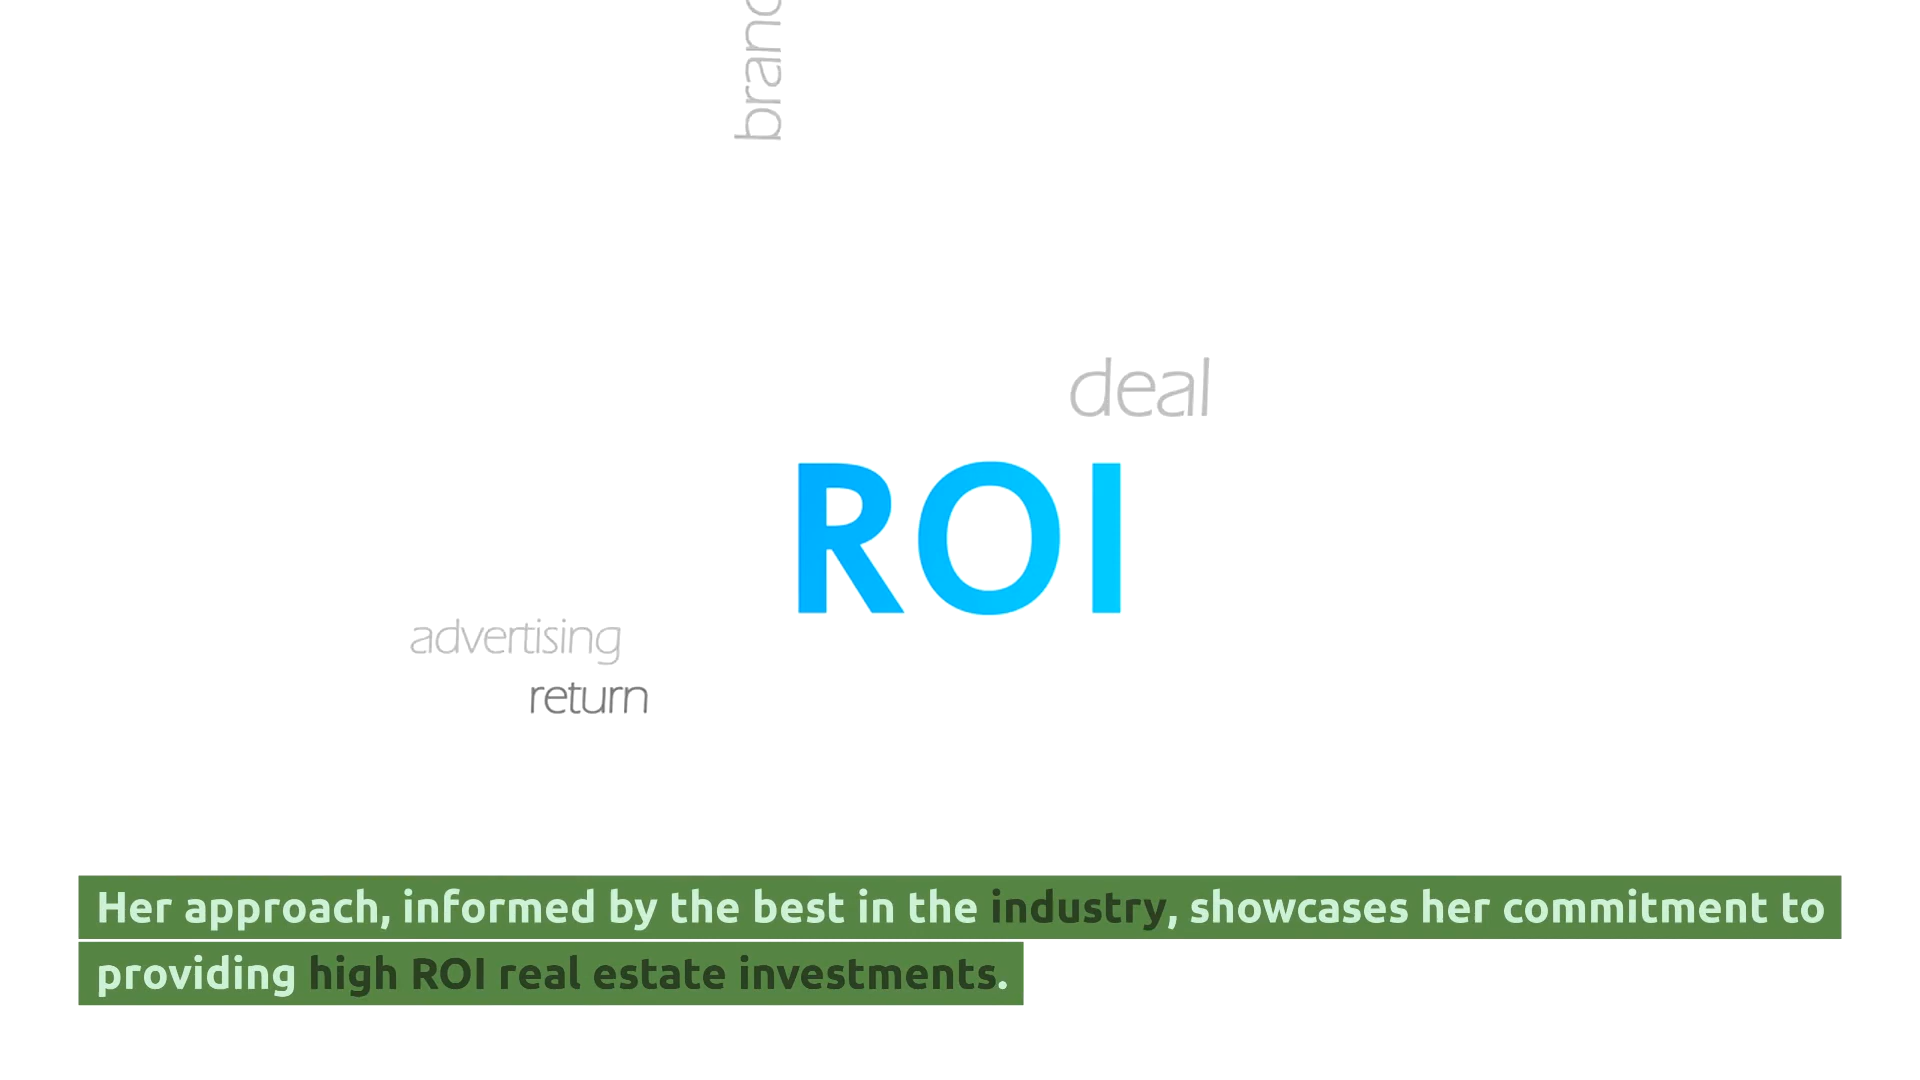 bran
deal
ROI
advertising
return
Her approach, informed by the best in the industry, showcases her commitment to
providing high ROI real estate investments.